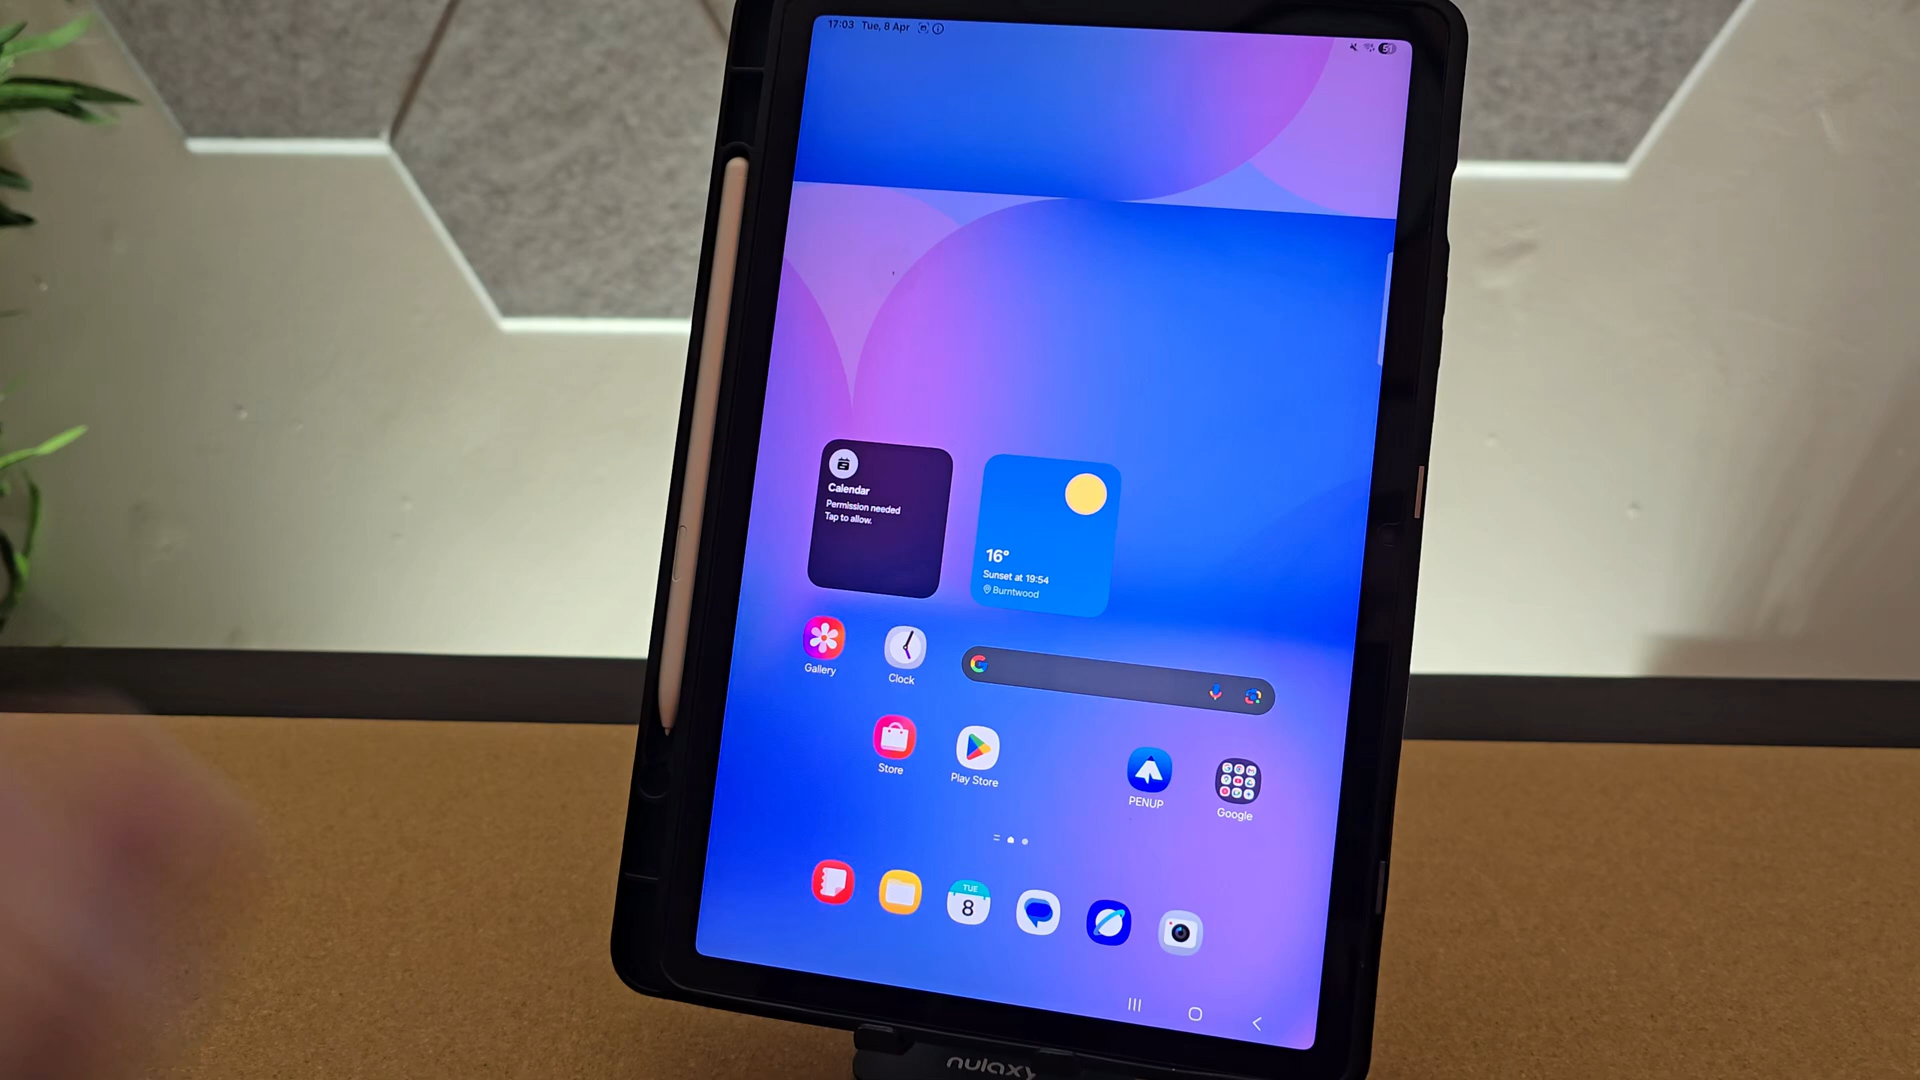 17:03 Tue, 8 Apr
51
Calendar
Permission needed
Tap to allow.
16°
Sunset at 19:54
Burntwood
Gallery
Clock
Store
Play Store
PENUP
Google
TUE
8
nulaxy